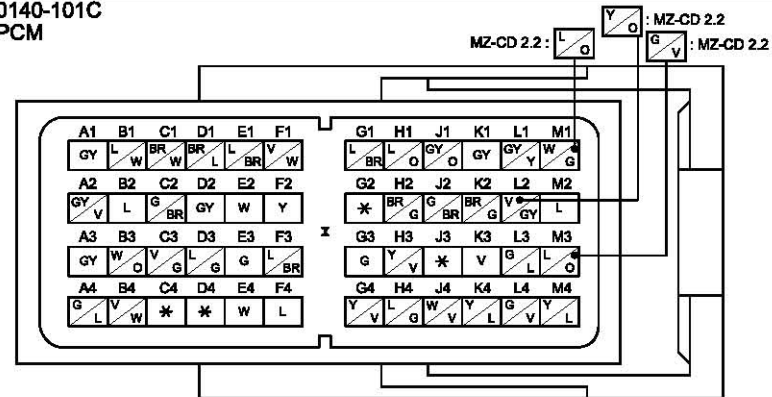 0140-101C
PCM
MZ-CD 2.2 : L O
Y O : MZ-CD 2.2
G V : MZ-CD 2.2
A1 B1 C1 D1 E1 F1 G1 H1 J1 K1 L1 M1
GY L W BR W BR L L BR V W L BR L O GY O GY GY Y W G
A2 B2 C2 D2 E2 F2 G2 H2 J2 K2 L2 M2
GY V L G BR GY W Y * BR G G BR BR G V GY L
A3 B3 C3 D3 E3 F3 G3 H3 J3 K3 L3 M3
GY W O V G L G G L BR G Y V * V G L L O
A4 B4 C4 D4 E4 F4 G4 H4 J4 K4 L4 M4
G L V W * * W L Y V L G W V Y L G V Y L